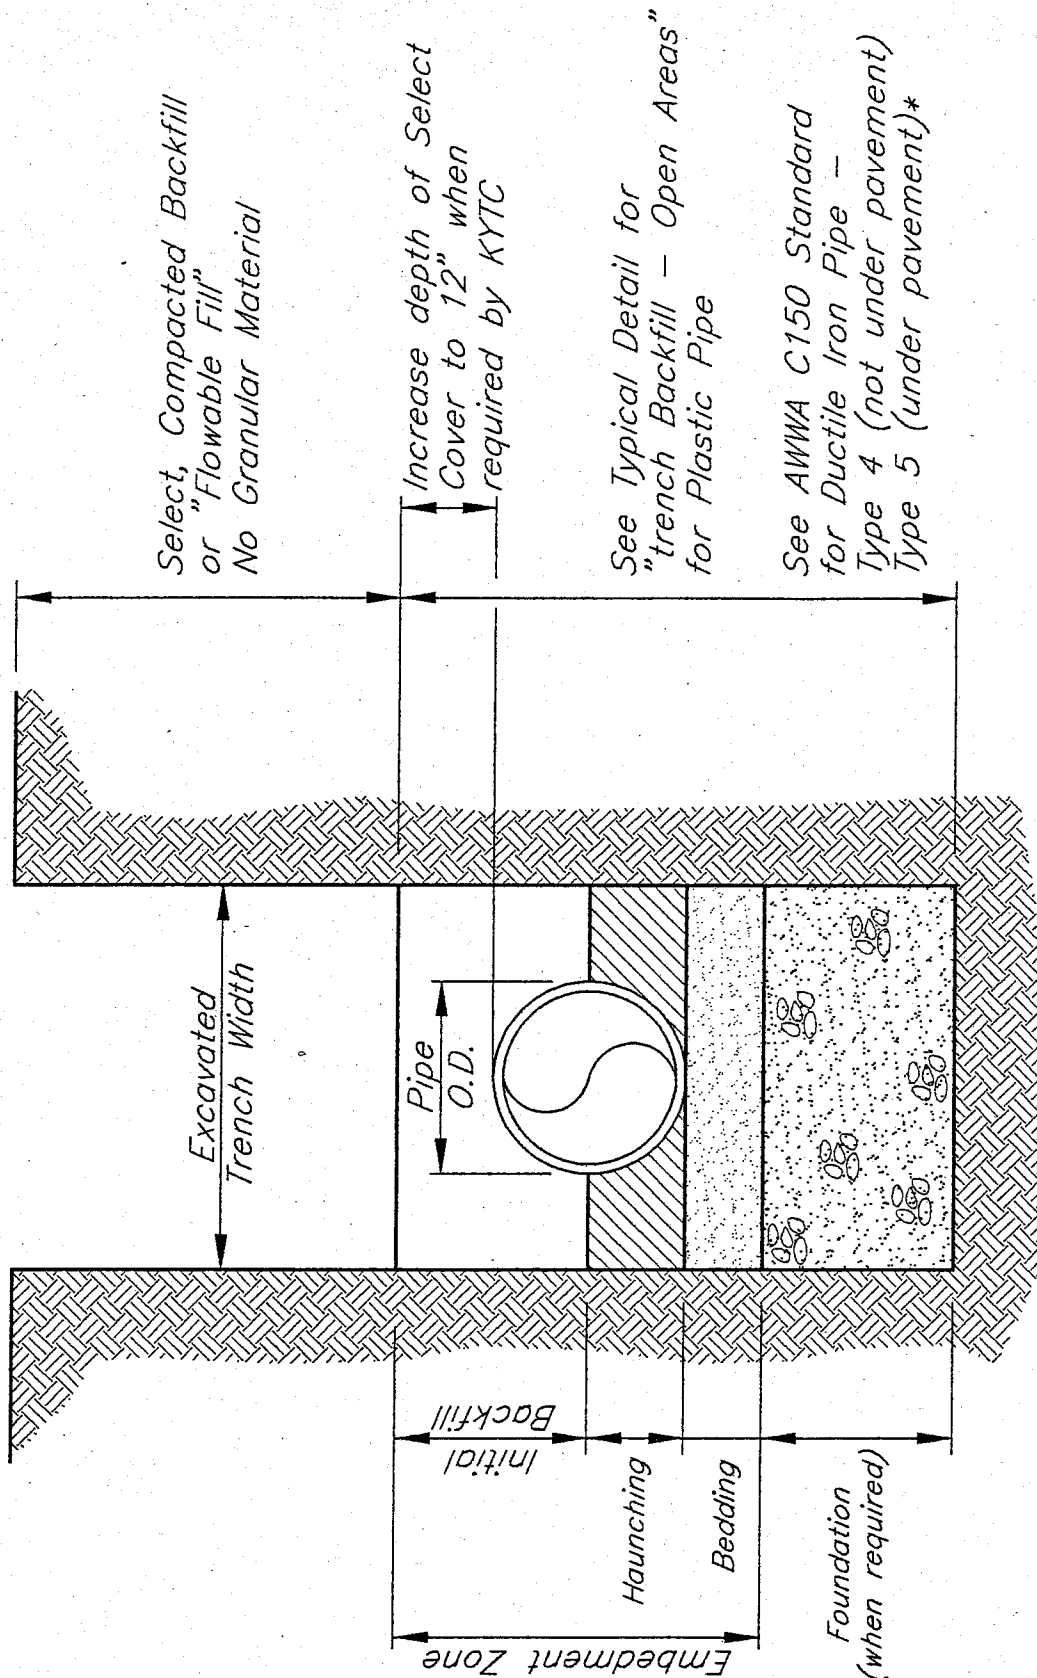 Select, Compacted Backfill
or "Flowable Fill"
No Granular Material
Increase depth of Select
Cover to 12" when
required by KYTC
See Typical Detail for
"trench Backfill – Open Areas"
for Plastic Pipe
See AWWA C150 Standard
for Ductile Iron Pipe –
Type 4 (not under pavement)
Type 5 (under pavement)*
Excavated
Trench Width
Pipe
O.D.
Initial
Backfill
Haunching
Bedding
Embedment Zone
Foundation
(when required)